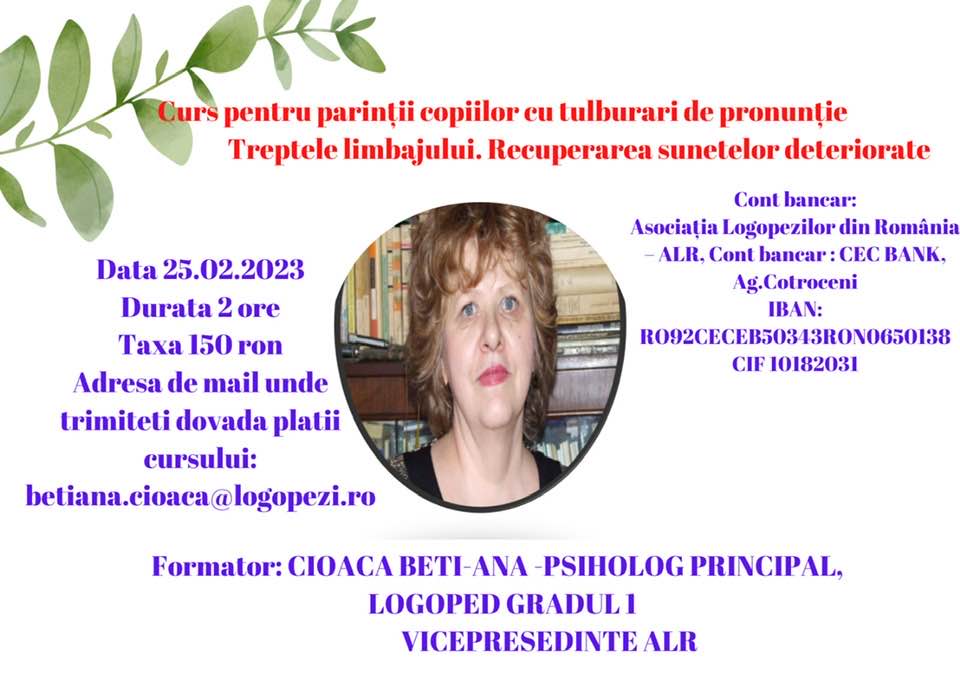 Curs pentru parinții copiilor cu tulburari de pronunție
Treptele limbajului. Recuperarea sunetelor deteriorate
Data 25.02.2023
Durata 2 ore
Taxa 150 ron
Adresa de mail unde
trimiteti dovada platii
cursului:
betiana.cioaca@logopezi.ro
Cont bancar:
Asociația Logopezilor din România
– ALR, Cont bancar : CEC BANK,
Ag.Cotroceni
IBAN:
RO92CECEB50343RON0650138
CIF 10182031
Formator: CIOACA BETI-ANA -PSIHOLOG PRINCIPAL,
LOGOPED GRADUL 1
VICEPRESEDINTE ALR